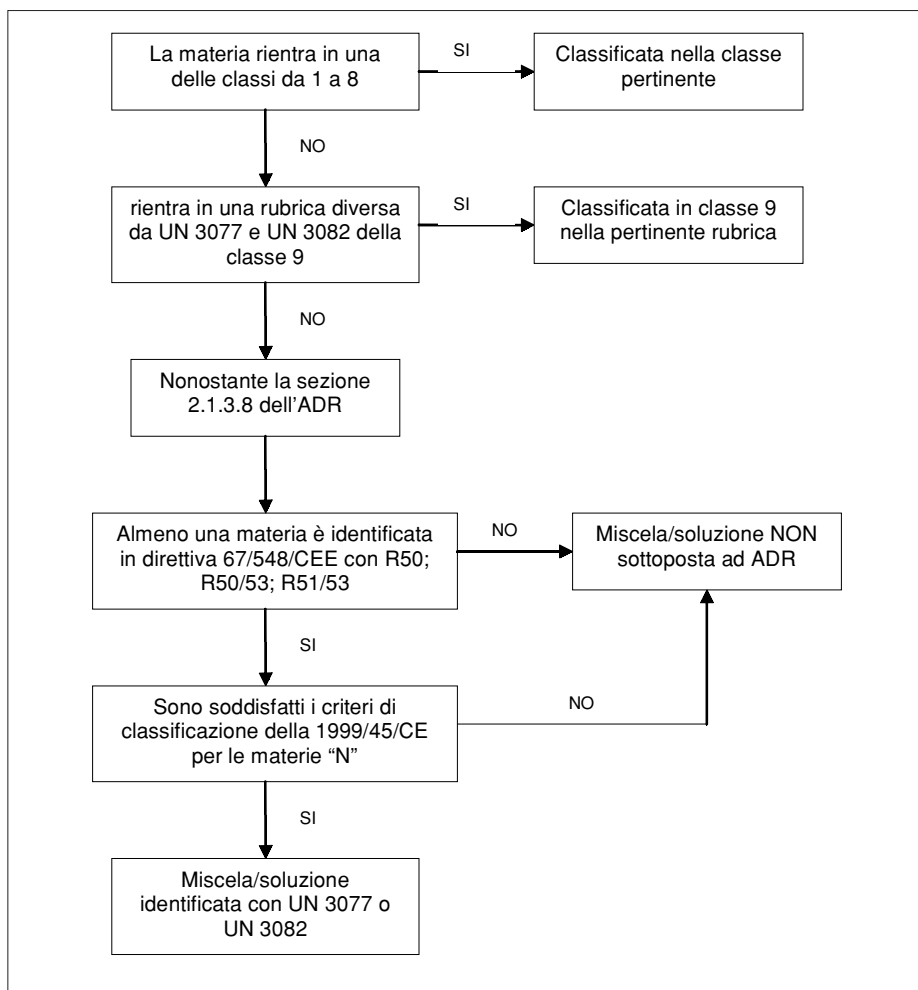 La materia rientra in una
delle classi da 1 a 8
SI
Classificata nella classe
pertinente
NO
rientra in una rubrica diversa
da UN 3077 e UN 3082 della
classe 9
SI
Classificata in classe 9
nella pertinente rubrica
NO
Nonostante la sezione
2.1.3.8 dell'ADR
Almeno una materia è identificata
in direttiva 67/548/CEE con R50;
R50/53; R51/53
NO
Miscela/soluzione NON
sottoposta ad ADR
SI
Sono soddisfatti i criteri di
classificazione della 1999/45/CE
per le materie “N”
NO
SI
Miscela/soluzione
identificata con UN 3077 o
UN 3082